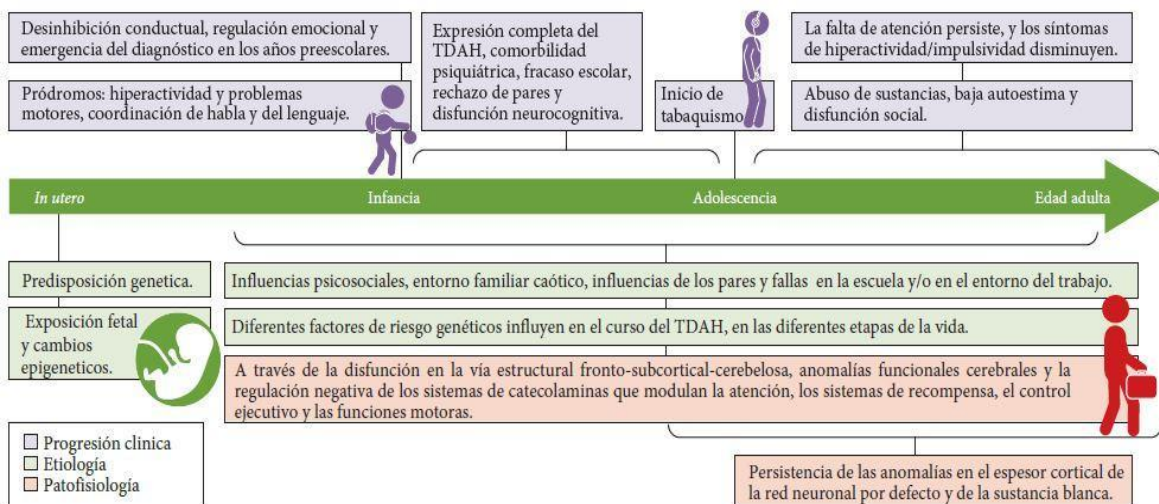 Desinhibición conductual, regulación emocional y
emergencia del diagnóstico en los años preescolares.
Pródromos: hiperactividad y problemas
motores, coordinación de habla y del lenguaje.
Expresión completa del
TDAH, comorbilidad
psiquiátrica, fracaso escolar,
rechazo de pares y
disfunción neurocognitiva.
Inicio de
tabaquismo
La falta de atención persiste, y los síntomas
de hiperactividad/impulsividad disminuyen.
Abuso de sustancias, baja autoestima y
disfunción social.
In utero
Infancia
Adolescencia
Edad adulta
Predisposición genetica.
Exposición fetal
y cambios
epigeneticos.
Influencias psicosociales, entorno familiar caótico, influencias de los pares y fallas en la escuela y/o en el entorno del trabajo.
Diferentes factores de riesgo genéticos influyen en el curso del TDAH, en las diferentes etapas de la vida.
A través de la disfunción en la vía estructural fronto-subcortical-cerebelosa, anomalías funcionales cerebrales y la
regulación negativa de los sistemas de catecolaminas que modulan la atención, los sistemas de recompensa, el control
ejecutivo y las funciones motoras.
Progresión clinica
Etiología
Patofisiología
Persistencia de las anomalías en el espesor cortical de
la red neuronal por defecto y de la sustancia blanca.